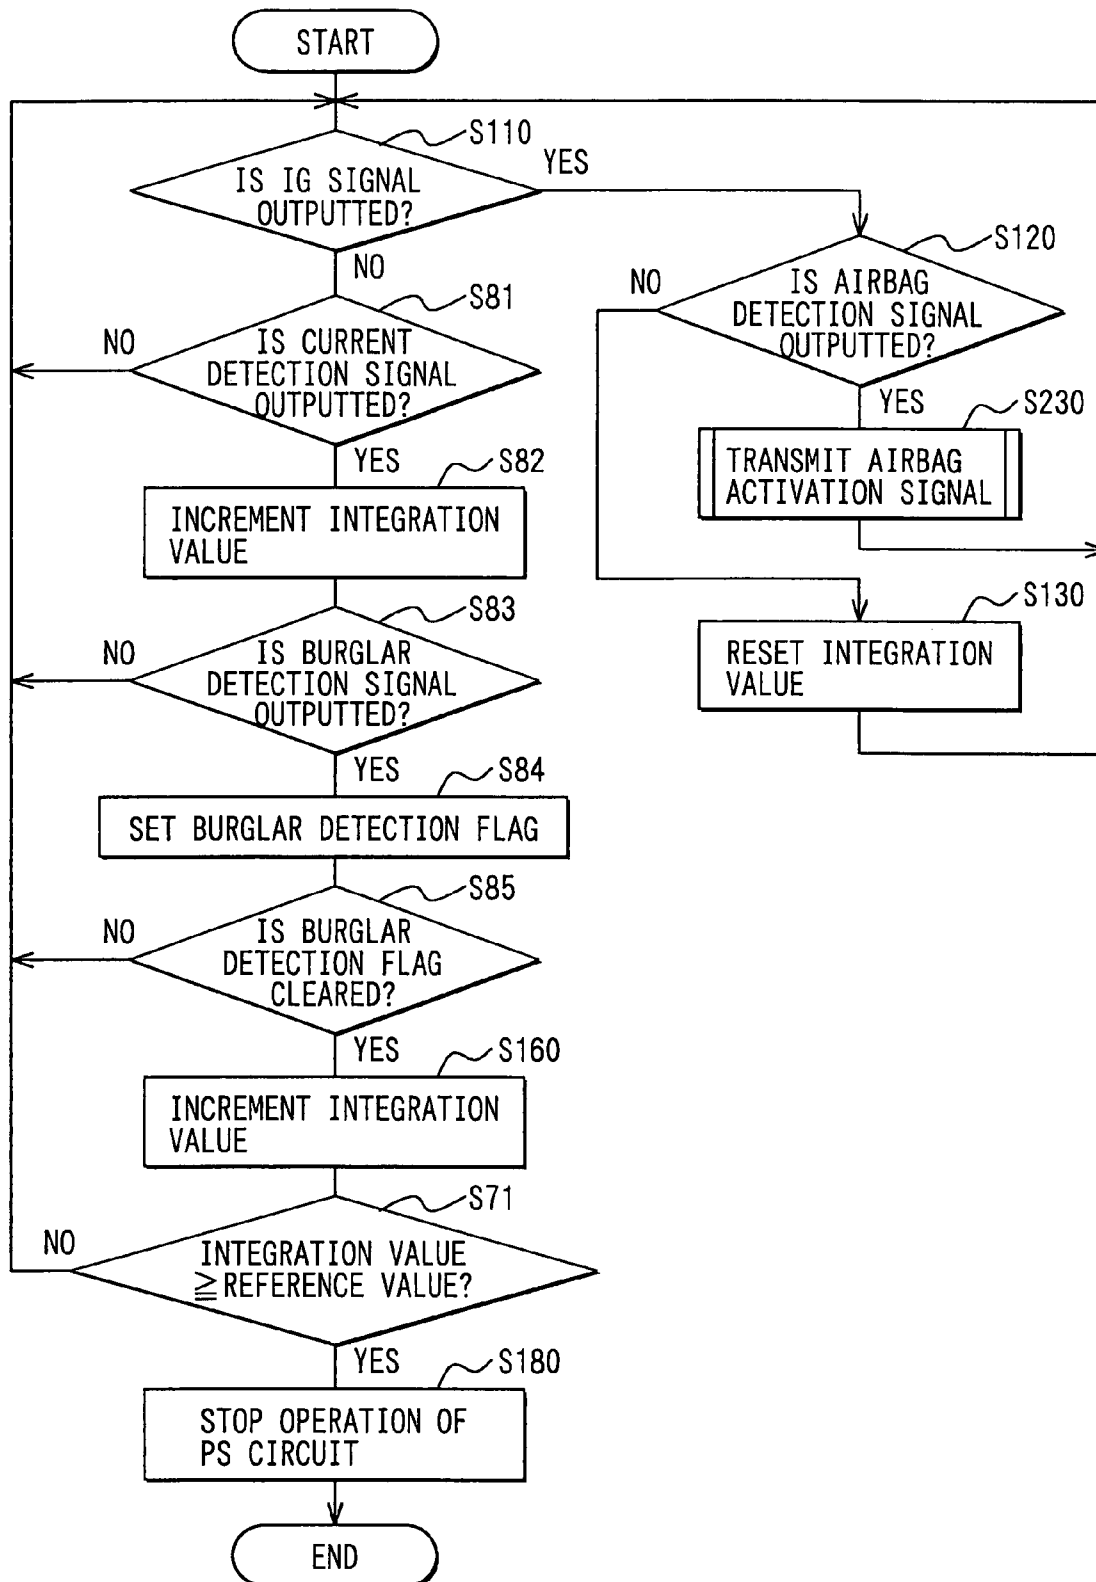 START
S110
YES
IS IG SIGNAL
OUTPUTTED?
NO
S120
NO
IS AIRBAG
DETECTION SIGNAL
OUTPUTTED?
YES
S230
TRANSMIT AIRBAG
ACTIVATION SIGNAL
S130
RESET INTEGRATION
VALUE
S81
NO
IS CURRENT
DETECTION SIGNAL
OUTPUTTED?
YES
S82
INCREMENT INTEGRATION
VALUE
S83
NO
IS BURGLAR
DETECTION SIGNAL
OUTPUTTED?
YES
S84
SET BURGLAR DETECTION FLAG
S85
NO
IS BURGLAR
DETECTION FLAG
CLEARED?
YES
S160
INCREMENT INTEGRATION
VALUE
S71
NO
INTEGRATION VALUE
≧REFERENCE VALUE?
YES
S180
STOP OPERATION OF
PS CIRCUIT
END